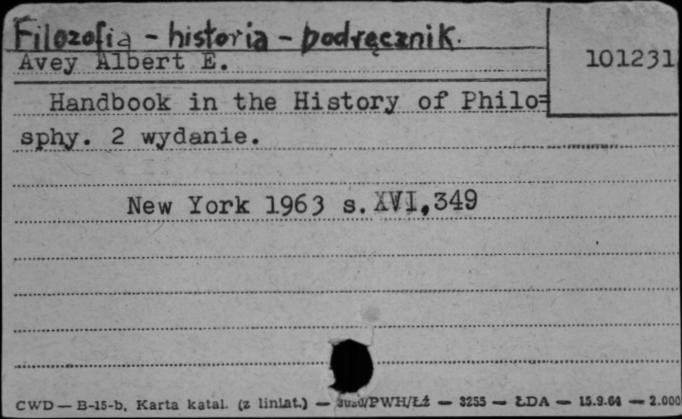 Filozofia - historia - podręcznik.
Avey Albert E.
101231
Handbook in the History of Philo=
sphy. 2 wydanie.
New York 1963 s. XVI,349
CWD — B-15-b, Karta katal. (z liniat.) — PWH/Łż — 3255 — ŁDA — 15.9.64 — 2.000